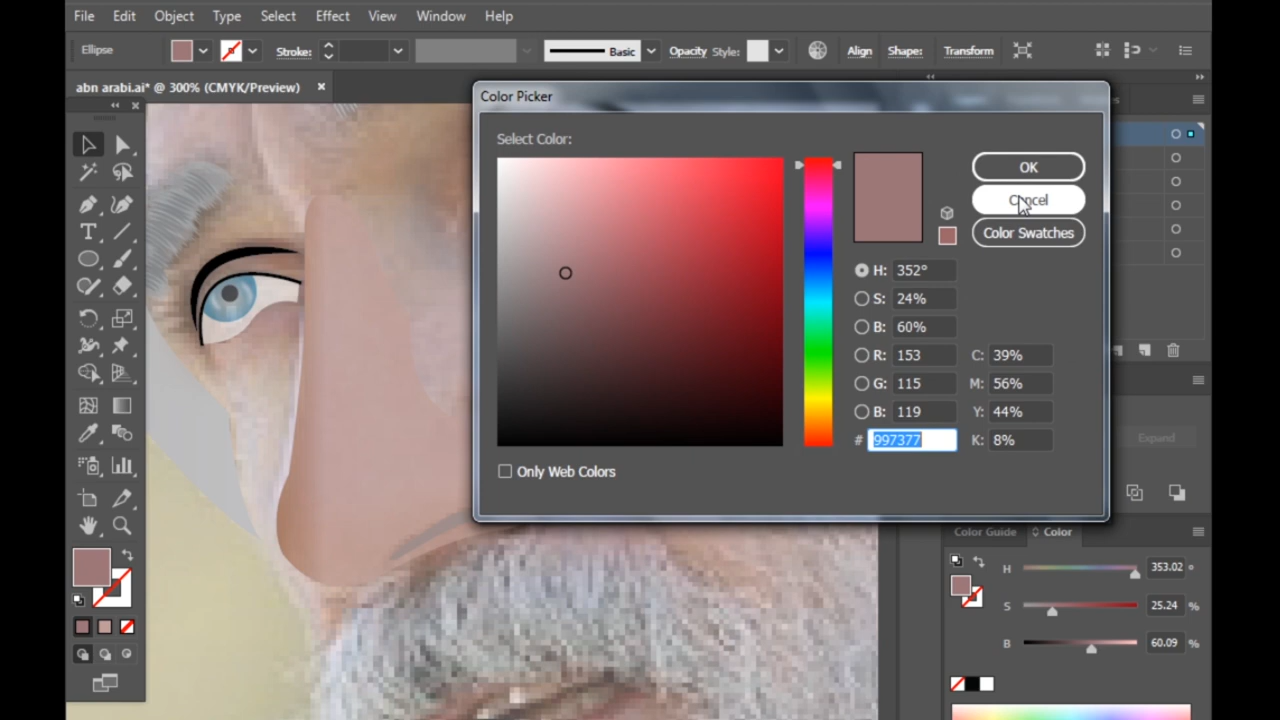 File Edit Object Type Select Effect View Window Help
Ellipse Stroke: Basic Opacity Style: Align Shape: Transform
abn arabi.ai* @ 300% (CMYK/Preview) ×
Color Picker
Select Color:
OK
Cancel
Color Swatches
H: 352°
S: 24%
B: 60%
R: 153 C: 39%
G: 115 M: 56%
B: 119 Y: 44%
# 997377 K: 8%
Only Web Colors
Expand
Color Guide Color
H 353.02 °
S 25.24 %
B 60.09 %